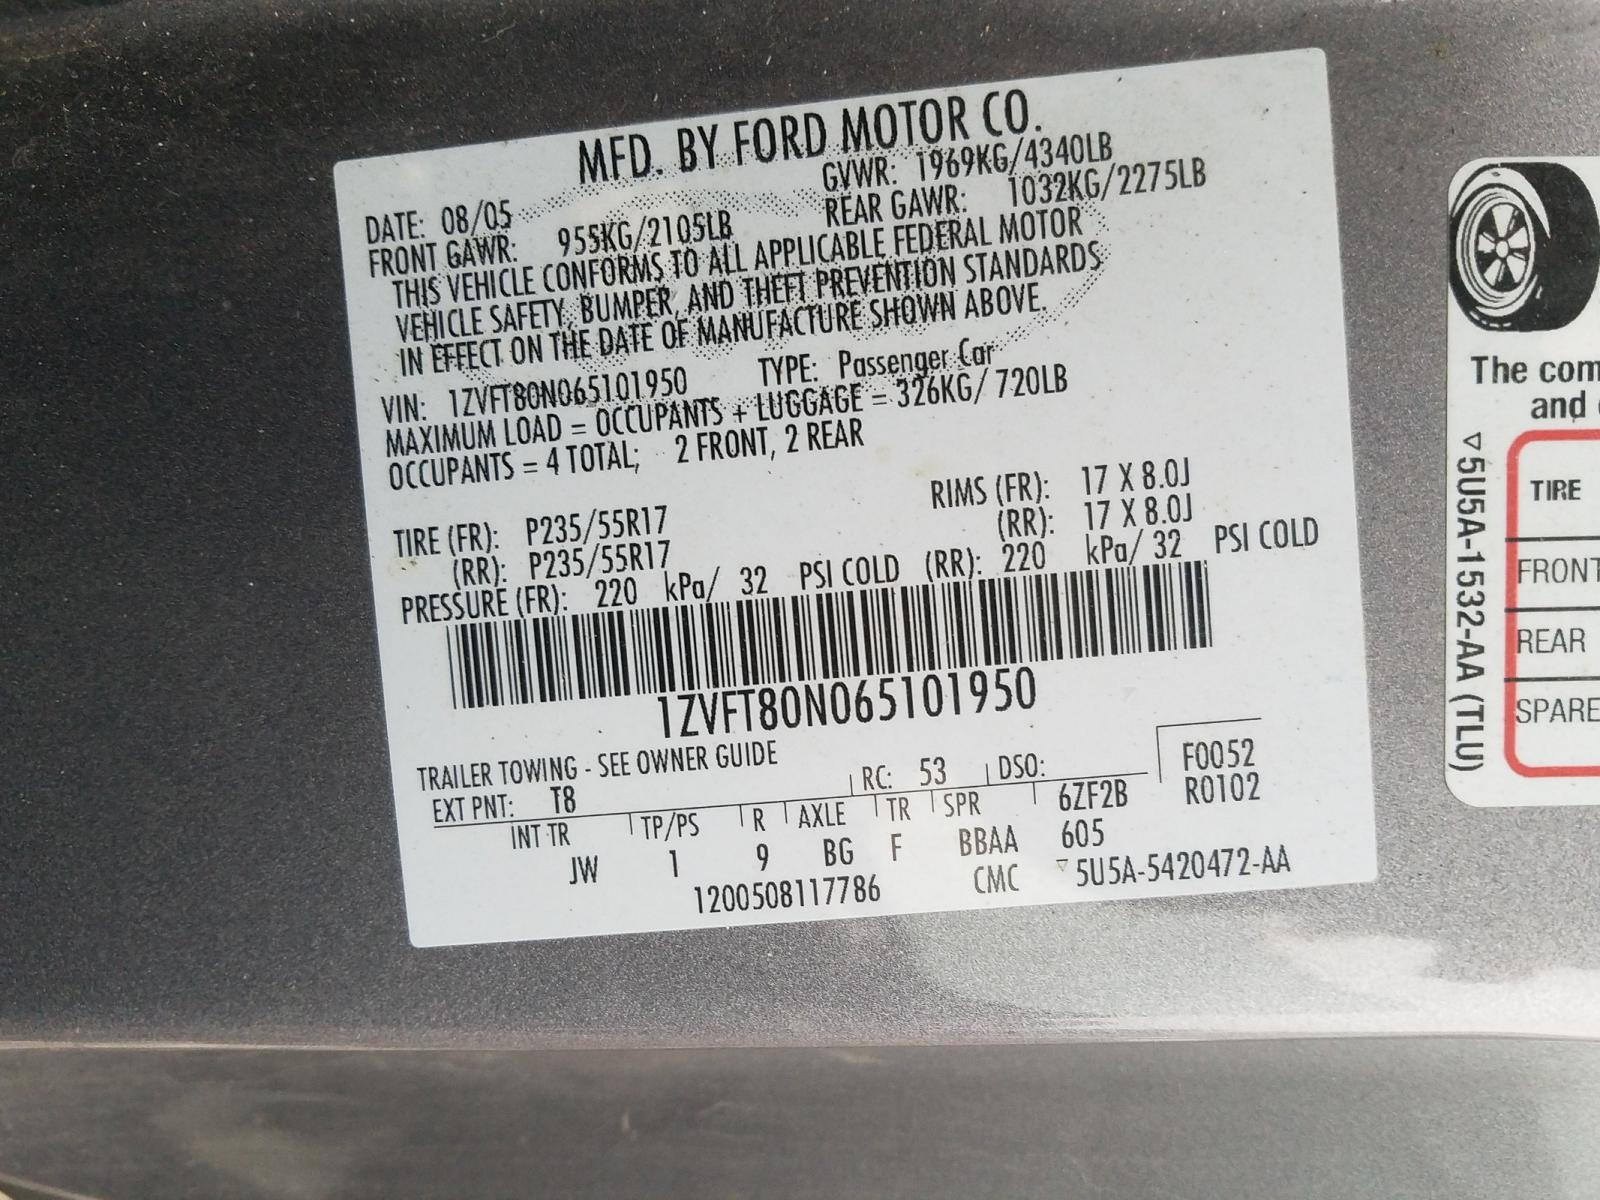 MFD. BY FORD MOTOR CO.
DATE: 08/05 GVWR: 1969KG/4340LB
FRONT GAWR: 955KG/2105LB REAR GAWR: 1032KG/2275LB
THIS VEHICLE CONFORMS TO ALL APPLICABLE FEDERAL MOTOR
VEHICLE SAFETY, BUMPER, AND THEFT PREVENTION STANDARDS
IN EFFECT ON THE DATE OF MANUFACTURE SHOWN ABOVE.
VIN: 1ZVFT80N065101950 TYPE: Passenger Car
MAXIMUM LOAD = OCCUPANTS + LUGGAGE = 326KG/ 720LB
OCCUPANTS = 4 TOTAL; 2 FRONT, 2 REAR
TIRE (FR): P235/55R17 RIMS (FR): 17 X 8.0J
(RR): P235/55R17 (RR): 17 X 8.0J
PRESSURE (FR): 220 kPa/ 32 PSI COLD (RR): 220 kPa/ 32 PSI COLD
1ZVFT80N065101950
TRAILER TOWING - SEE OWNER GUIDE
EXT PNT: T8 RC: 53 DSO: F0052
INT TR TP/PS R AXLE TR SPR 6ZF2B R0102
JW 1 9 BG F BBAA 605
1200508117786 CMC ▽5U5A-5420472-AA
The com
and
▽5U5A-1532-AA (TLU)
TIRE
FRONT
REAR
SPARE